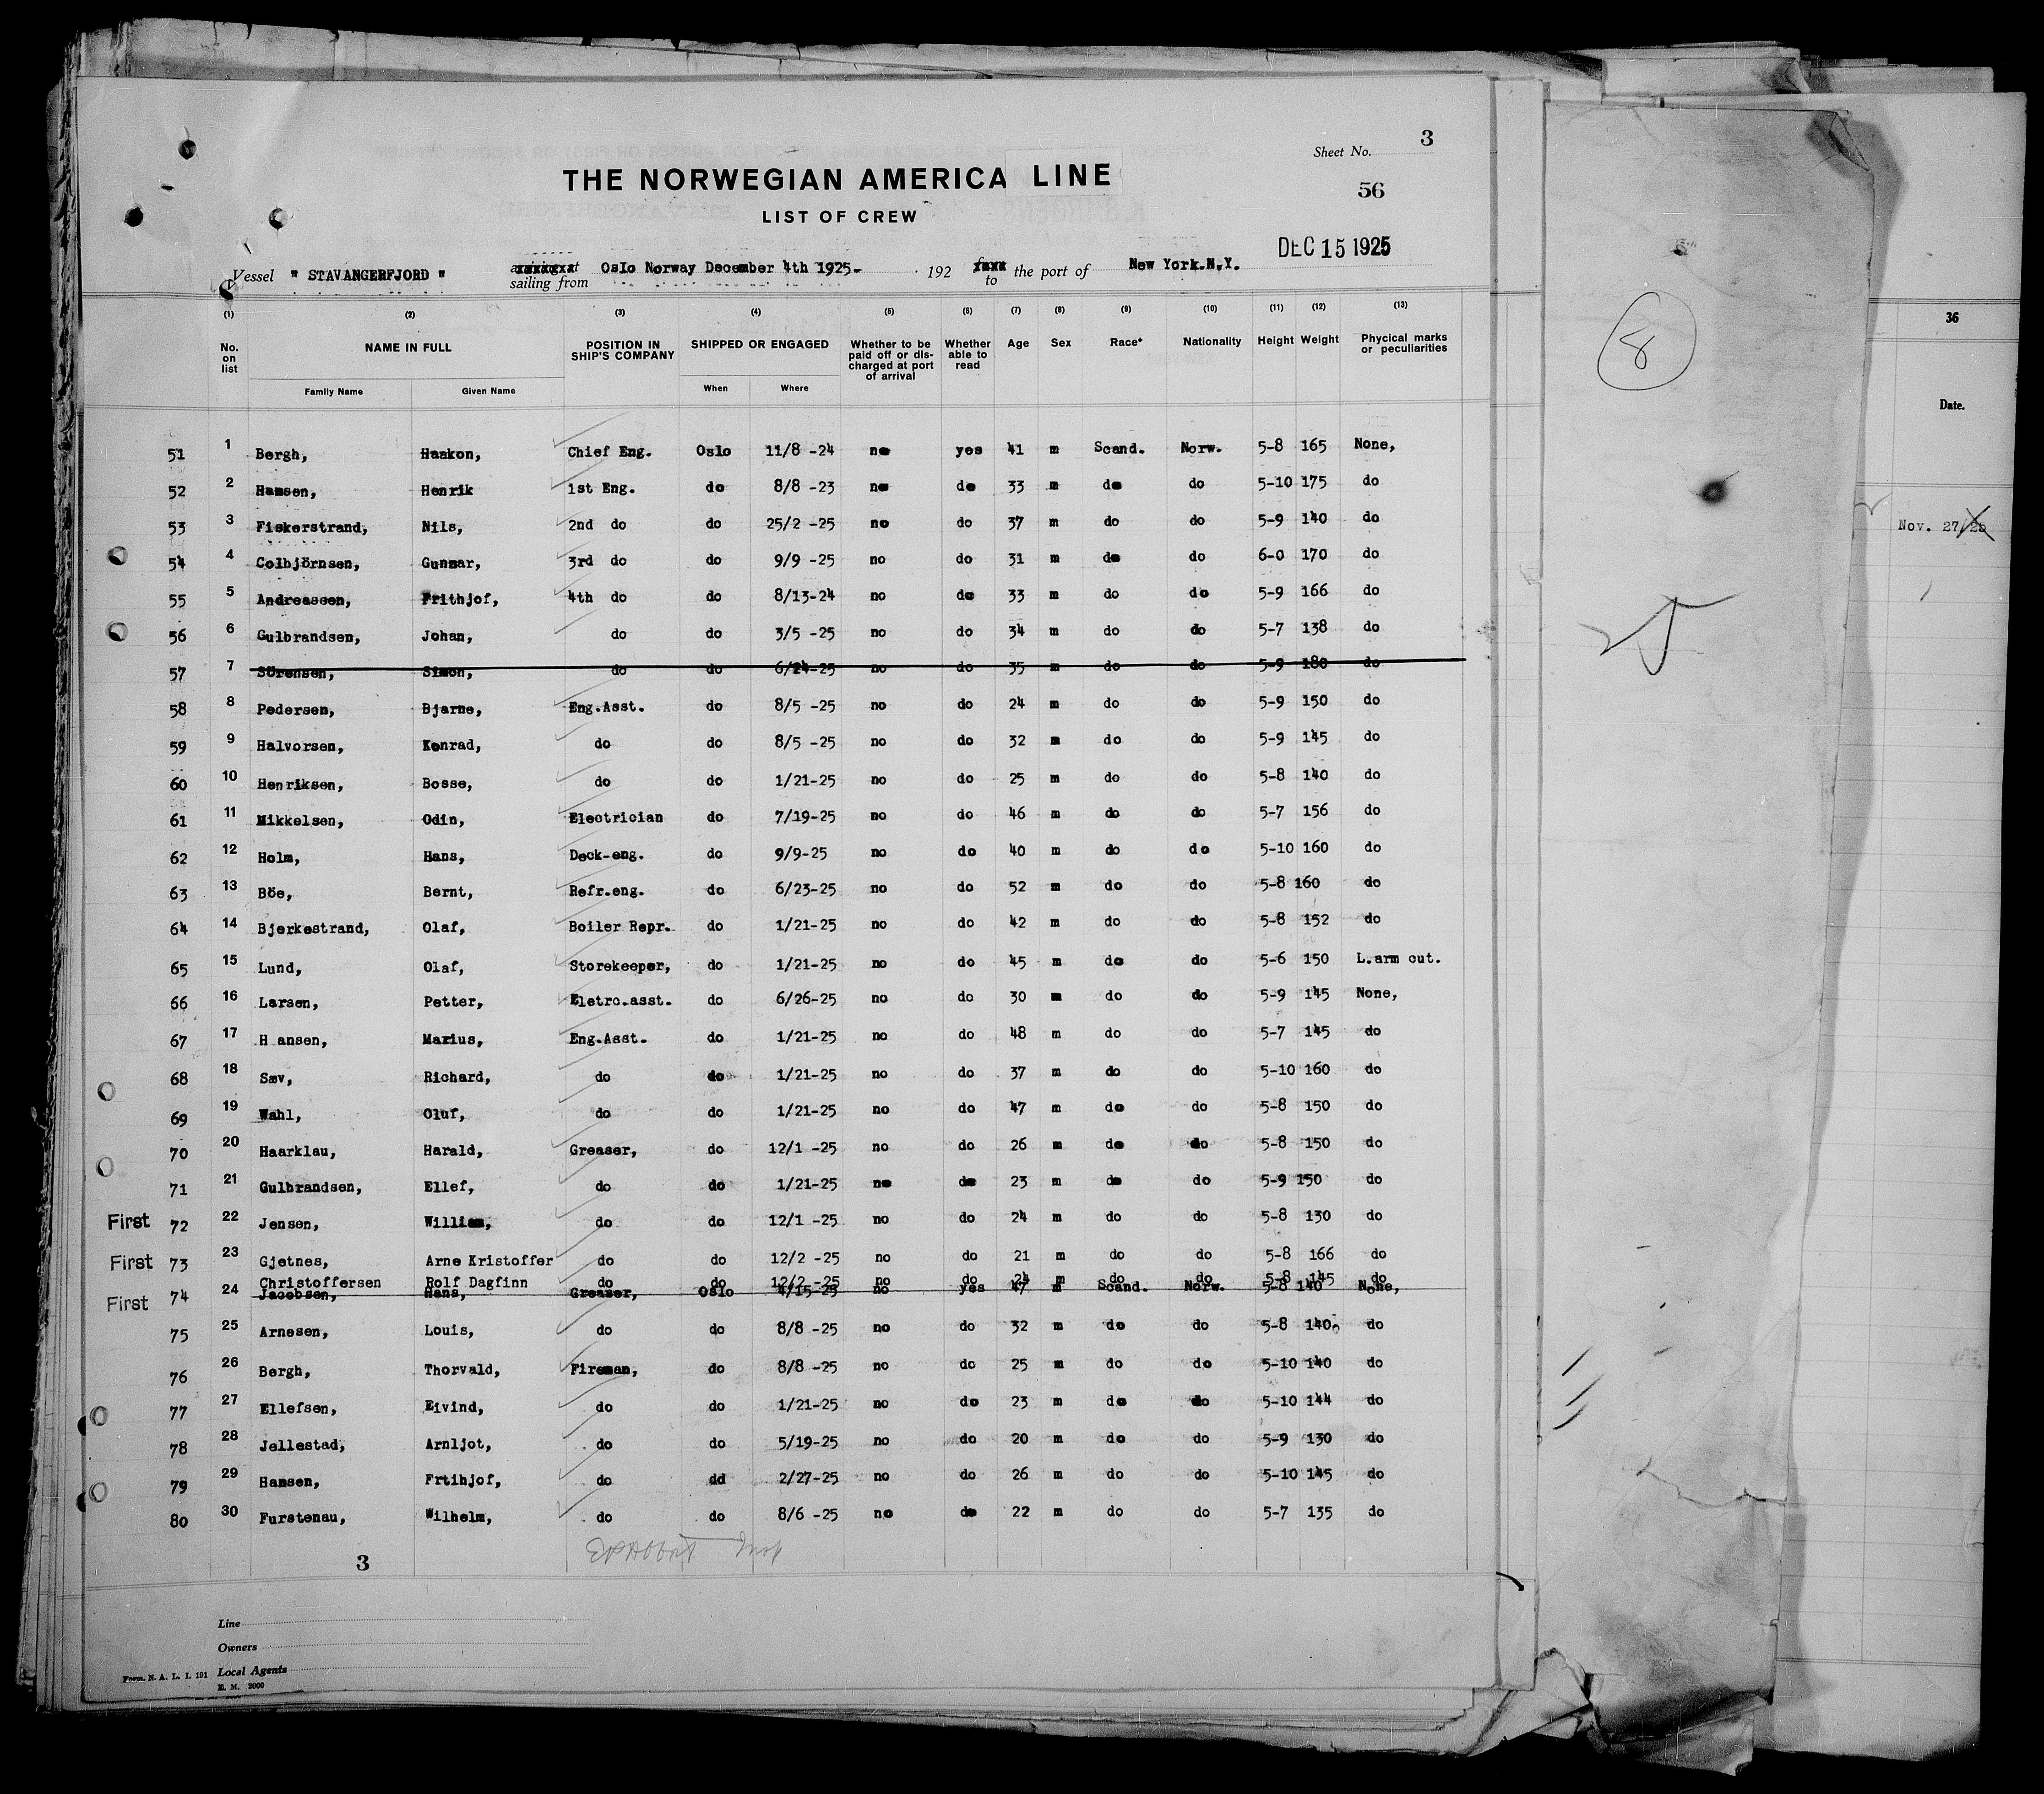 Sheet No. 3
THE NORWEGIAN AMERICA LINE
56
LIST OF CREW
DEC 15 1925
Vessel " STAVANGERFJORD " sailing from Oslo Norway December 4th 1925. 192 to the port of New York.N.Y.
(1) (2) (3) (4) (5) (6) (7) (8) (9) (10) (11) (12) (13)
No. on list NAME IN FULL POSITION IN SHIP'S COMPANY SHIPPED OR ENGAGED Whether to be paid off or discharged at port of arrival Whether able to read Age Sex Race* Nationality Height Weight Phycical marks or peculiarities
Family Name Given Name When Where
51 1 Bergh, Haakon, Chief Eng. Oslo 11/8 -24 no yes 41 m Scand. Norw. 5-8 165 None,
52 2 Hansen, Henrik 1st Eng. do 8/8 -23 no do 33 m do do 5-10 175 do
53 3 Fiskerstrand, Nils, 2nd do do 25/2 -25 no do 37 m do do 5-9 140 do
54 4 Colbjörnsen, Gunnar, 3rd do do 9/9 -25 no do 31 m do do 6-0 170 do
55 5 Andreassen, Frithjof, 4th do do 8/13-24 no do 33 m do do 5-9 166 do
56 6 Gulbrandsen, Johan, do do 3/5 -25 no do 34 m do do 5-7 138 do
57 7 Sörensen, Simon, do do 6/24-25 no do 35 m do do 5-9 180 do
58 8 Pedersen, Bjarne, Eng.Asst. do 8/5 -25 no do 24 m do do 5-9 150 do
59 9 Halvorsen, Konrad, do do 8/5 -25 no do 32 m do do 5-9 145 do
60 10 Henriksen, Bosse, do do 1/21-25 no do 25 m do do 5-8 140 do
61 11 Mikkelsen, Odin, Electrician do 7/19-25 no do 46 m do do 5-7 156 do
62 12 Holm, Hans, Deck-eng. do 9/9-25 no do 40 m do do 5-10 160 do
63 13 Böe, Bernt, Refr.eng. do 6/23-25 no do 52 m do do 5-8 160 do
64 14 Bjerkestrand, Olaf, Boiler Repr. do 1/21-25 no do 42 m do do 5-8 152 do
65 15 Lund, Olaf, Storekeeper, do 1/21-25 no do 45 m do do 5-6 150 L.arm cut.
66 16 Larsen, Petter, Eletro.asst. do 6/26-25 no do 30 m do do 5-9 145 None,
67 17 H ansen, Marius, Eng.Asst. do 1/21-25 no do 48 m do do 5-7 145 do
68 18 Sæv, Richard, do do 1/21-25 no do 37 m do do 5-10 160 do
69 19 Wahl, Oluf, do do 1/21-25 no do 47 m do do 5-8 150 do
70 20 Haarklau, Harald, Greaser, do 12/1 -25 no do 26 m do do 5-8 150 do
71 21 Gulbrandsen, Ellef, do do 1/21-25 no do 23 m do do 5-9 150 do
First 72 22 Jensen, William, do do 12/1 -25 no do 24 m do do 5-8 130 do
First 73 23 Gjetnes, Arne Kristoffer do do 12/2 -25 no do 21 m do do 5-8 166 do
Christoffersen Rolf Dagfinn do do 12/2 -25 no do 24 m do do 5-8 145 do
First 74 24 Jacobsen, Hans, Greaser, Oslo 4/15-25 no yes 47 m Scand. Norw. 5-8 140 None,
75 25 Arnesen, Louis, do do 8/8 -25 no do 32 m do do 5-8 140 do
76 26 Bergh, Thorvald, Fireman, do 8/8 -25 no do 25 m do do 5-10 140 do
77 27 Ellefsen, Eivind, do do 1/21-25 no do 23 m do do 5-10 144 do
78 28 Jellestad, Arnljot, do do 5/19-25 no do 20 m do do 5-9 130 do
79 29 Hansen, Frtihjof, do dd 2/27-25 no do 26 m do do 5-10 145 do
80 30 Furstenau, Wilhelm, do do 8/6 -25 no do 22 m do do 5-7 135 do
3
Line
Owners
Local Agents
Form. N. A. L. I. 191
E. M. 2000
8
36
Date.
Nov. 27